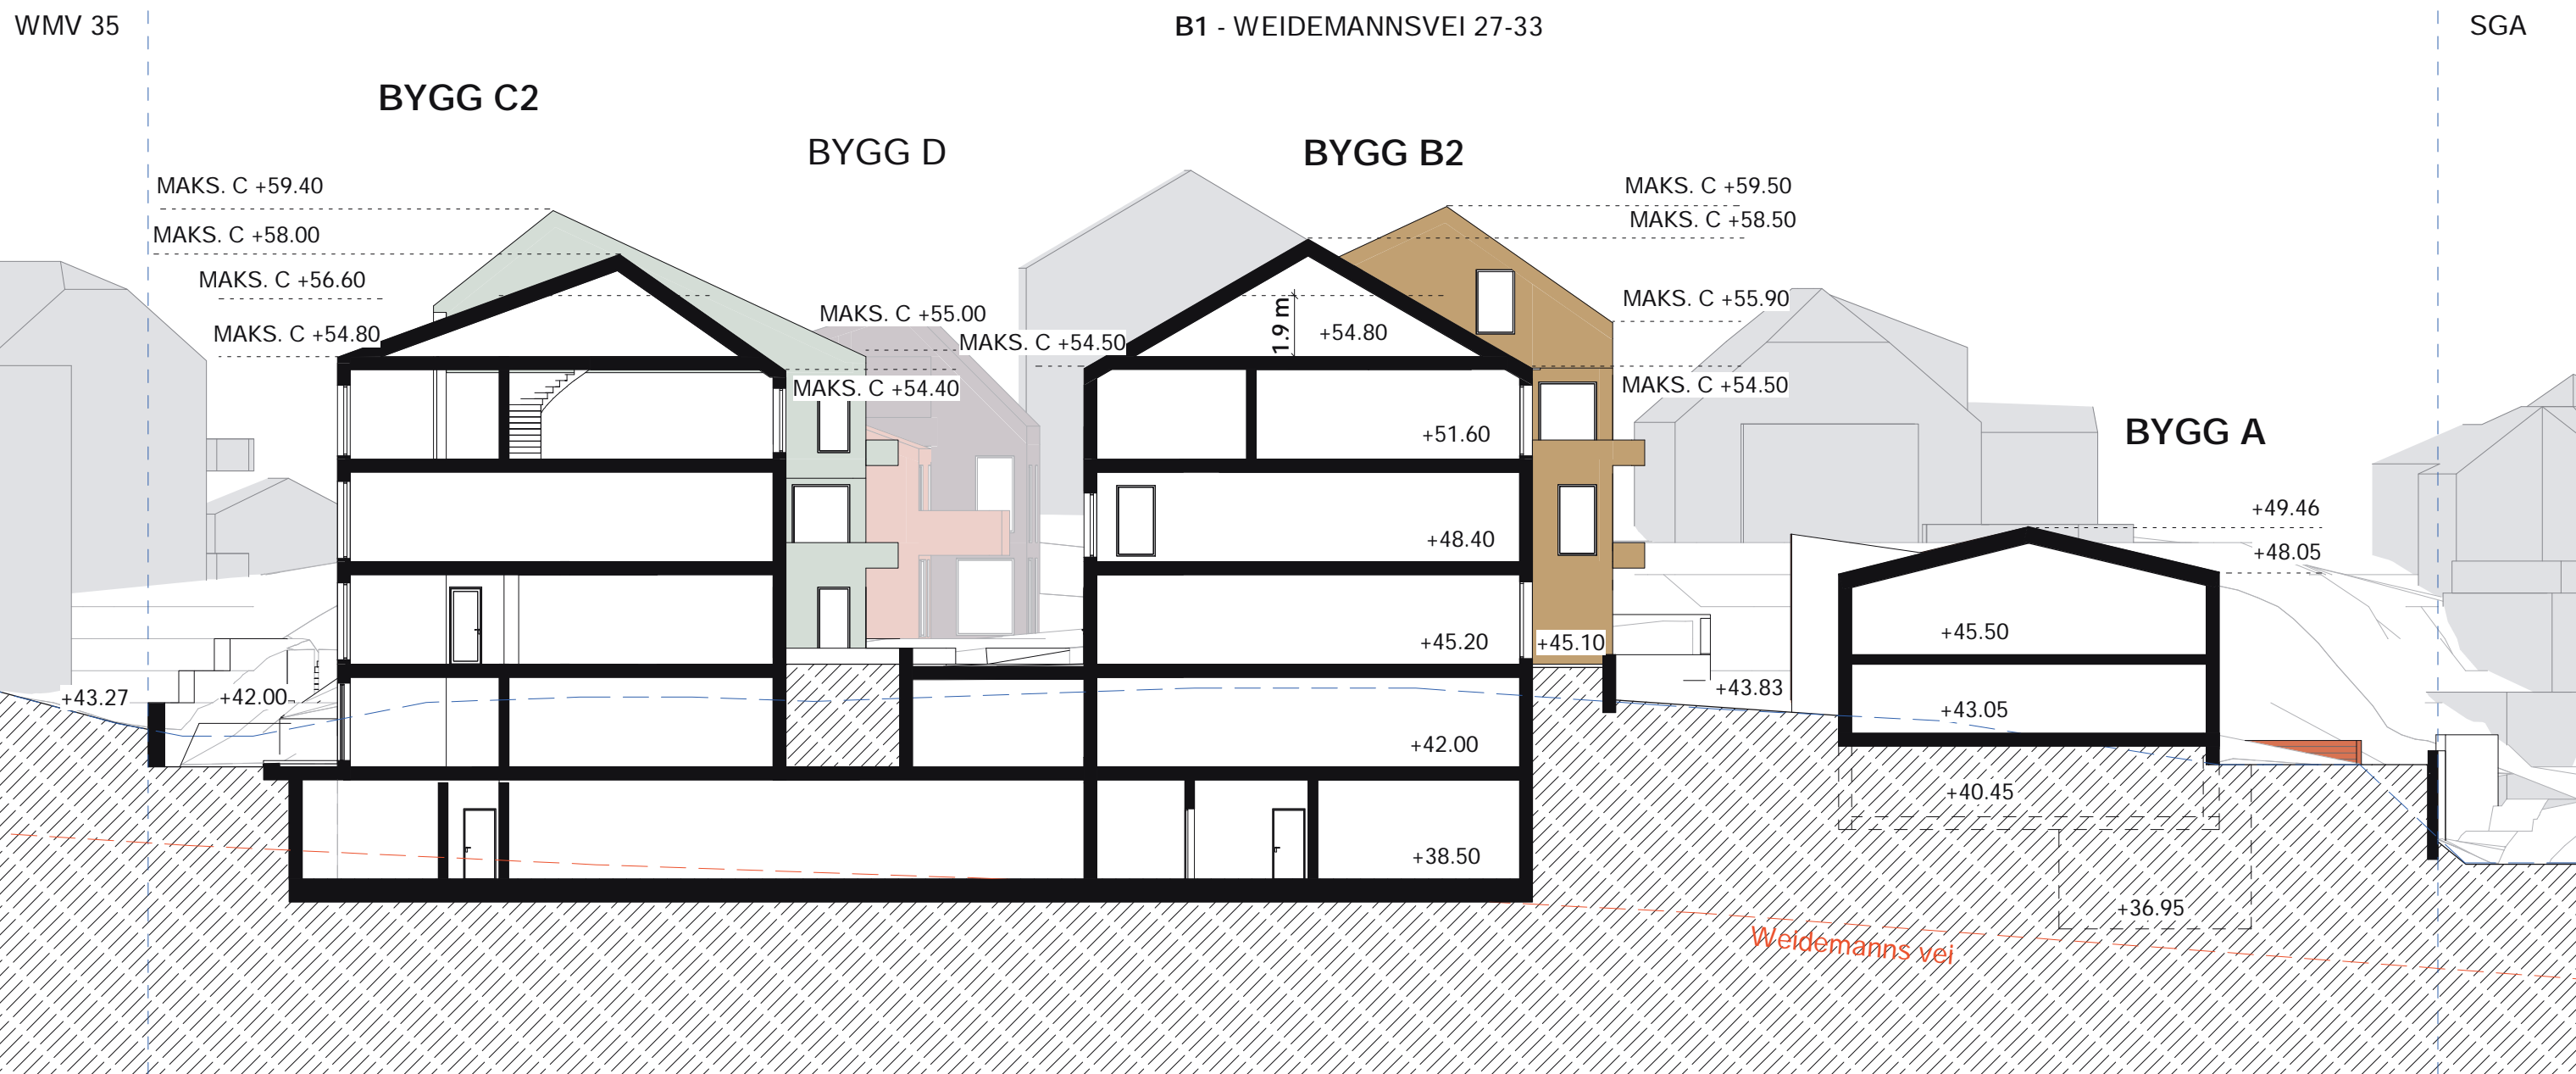 WMV 35
B1 - WEIDEMANNSVEI 27-33
SGA
BYGG C2
BYGG D
BYGG B2
MAKS. C +59.40
MAKS. C +59.50
MAKS. C +58.50
MAKS. C +58.00
MAKS. C +56.60
MAKS. C +55.90
MAKS. C +55.00
1.9 m
+54.80
MAKS. C +54.80
MAKS. C +54.50
MAKS. C +54.40
MAKS. C +54.50
BYGG A
+51.60
+49.46
+48.40
+48.05
+45.50
+45.20
+45.10
+43.27
+42.00
+43.83
+43.05
+42.00
+40.45
+38.50
+36.95
Weidemanns vei